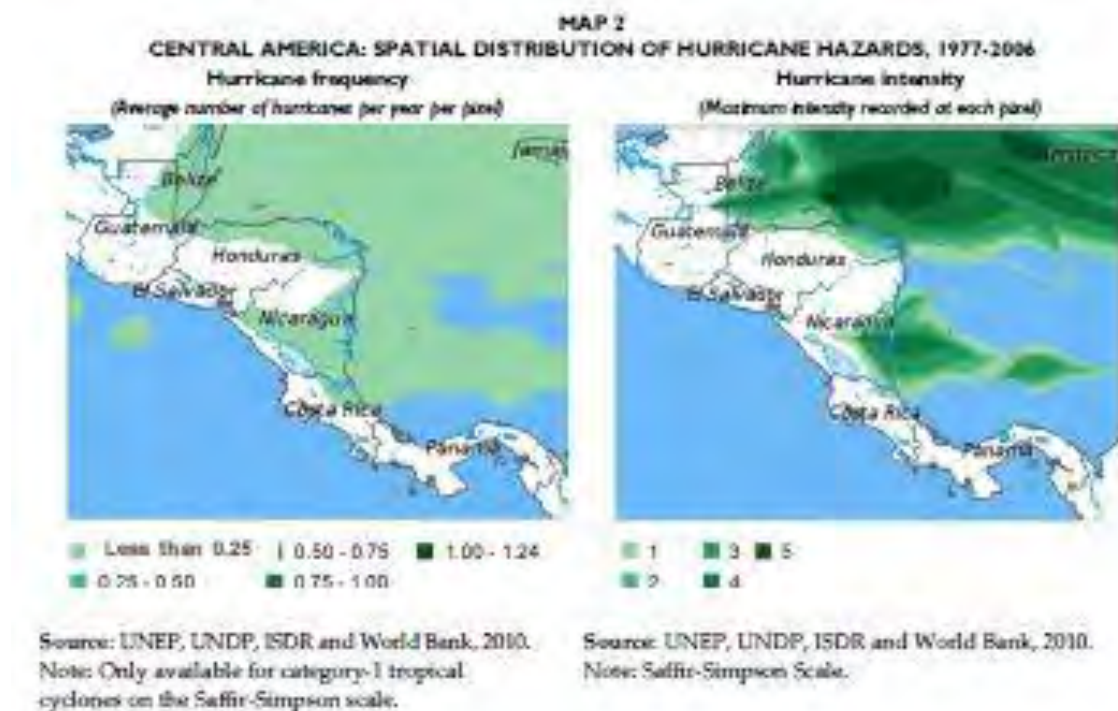 MAP 2
CENTRAL AMERICA: SPATIAL DISTRIBUTION OF HURRICANE HAZARDS, 1977-2006
Hurricane frequency
(Average number of hurricanes per year per pixel)
Jamai
Belize
Guatemala
Honduras
El Salvador
Nicaragua
Costa Rica
Panama
Less than 0.25
0.50 - 0.75
1.00 - 1.24
0.25 - 0.50
0.75 - 1.00
Source: UNEP, UNDP, ISDR and World Bank, 2010.
Note: Only available for category-1 tropical
cyclones on the Saffir-Simpson scale.
Hurricane intensity
(Maximum intensity recorded at each pixel)
Belize
Guatemala
Honduras
El Salvador
Nicaragua
Costa Rica
Panama
1
3
5
2
4
Source: UNEP, UNDP, ISDR and World Bank, 2010.
Note: Saffir-Simpson Scale.